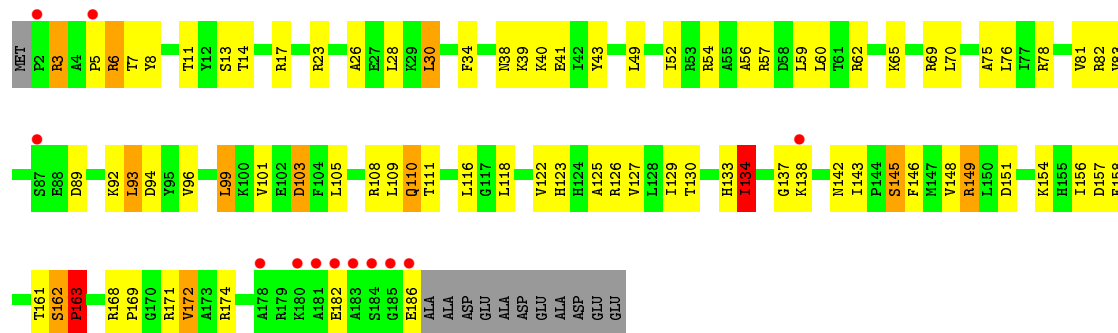 MET P2 R3 A4 P5 R6 T7 Y8 T11 Y12 S13 T14 R17 R23 A26 E27 L28 K29 L30 F34 N38 K39 K40 E41 I42 Y43 L49 I52 R53 R54 A55 A56 R57 D58 L59 L60 T61 R62 K65 R69 L70 A75 L76 I77 R78 V81 R82
S87 E88 D89 K92 L93 D94 Y95 V96 L99 K100 V101 E102 D103 F104 L105 R108 L109 Q110 T111 L116 G117 L118 V122 H123 H124 A125 R126 V127 L128 I129 T130 H133 I134 G137 K138 N142 I143 P144 S145 F146 M147 V148 R149 L150 D151 K154 H155 I156 D157
T161 S162 P163 R168 P169 G170 R171 V172 A173 R174 A178 R179 K180 A181 E182 A183 S184 G185 E186 ALA ALA ASP GLU ALA ASP GLU ALA ASP GLU GLU